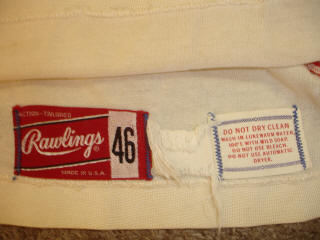 ACTION-TAILORED
Rawlings
46
MADE IN U.S.A.
DO NOT DRY CLEAN
WASH IN LUKEWARM WATER,
100°F WITH MILD SOAP.
DO NOT USE BLEACH.
DO NOT USE AUTOMATIC
DRYER.